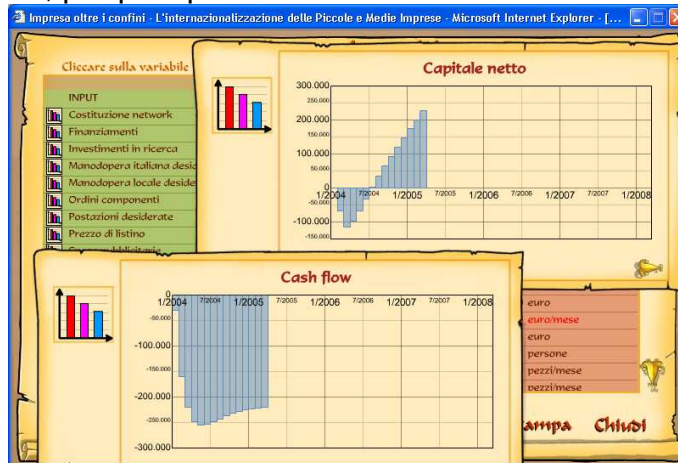 Impresa oltre i confini - L'internazionalizzazione delle Piccole e Medie Imprese - Microsoft Internet Explorer - [...
Cliccare sulla variabile
INPUT
Costituzione network
Finanziamenti
Investimenti in ricerca
Manodopera italiana desid
Manodopera locale deside
Ordini componenti
Postazioni desiderate
Prezzo di listino
Capitale netto
300.000
250.000
200.000
150.000
100.000
50.000
0
1/2004 7/2004 1/2005 7/2005 1/2006 7/2006 1/2007 7/2007 1/2008
-50.000
-100.000
-150.000
Cash flow
0
1/2004 7/2004 1/2005 7/2005 1/2006 7/2006 1/2007 7/2007 1/2008
-50.000
-100.000
-150.000
-200.000
-250.000
-300.000
euro
euro/mese
euro
persone
pezzi/mese
pezzi/mese
ampa Chiudi